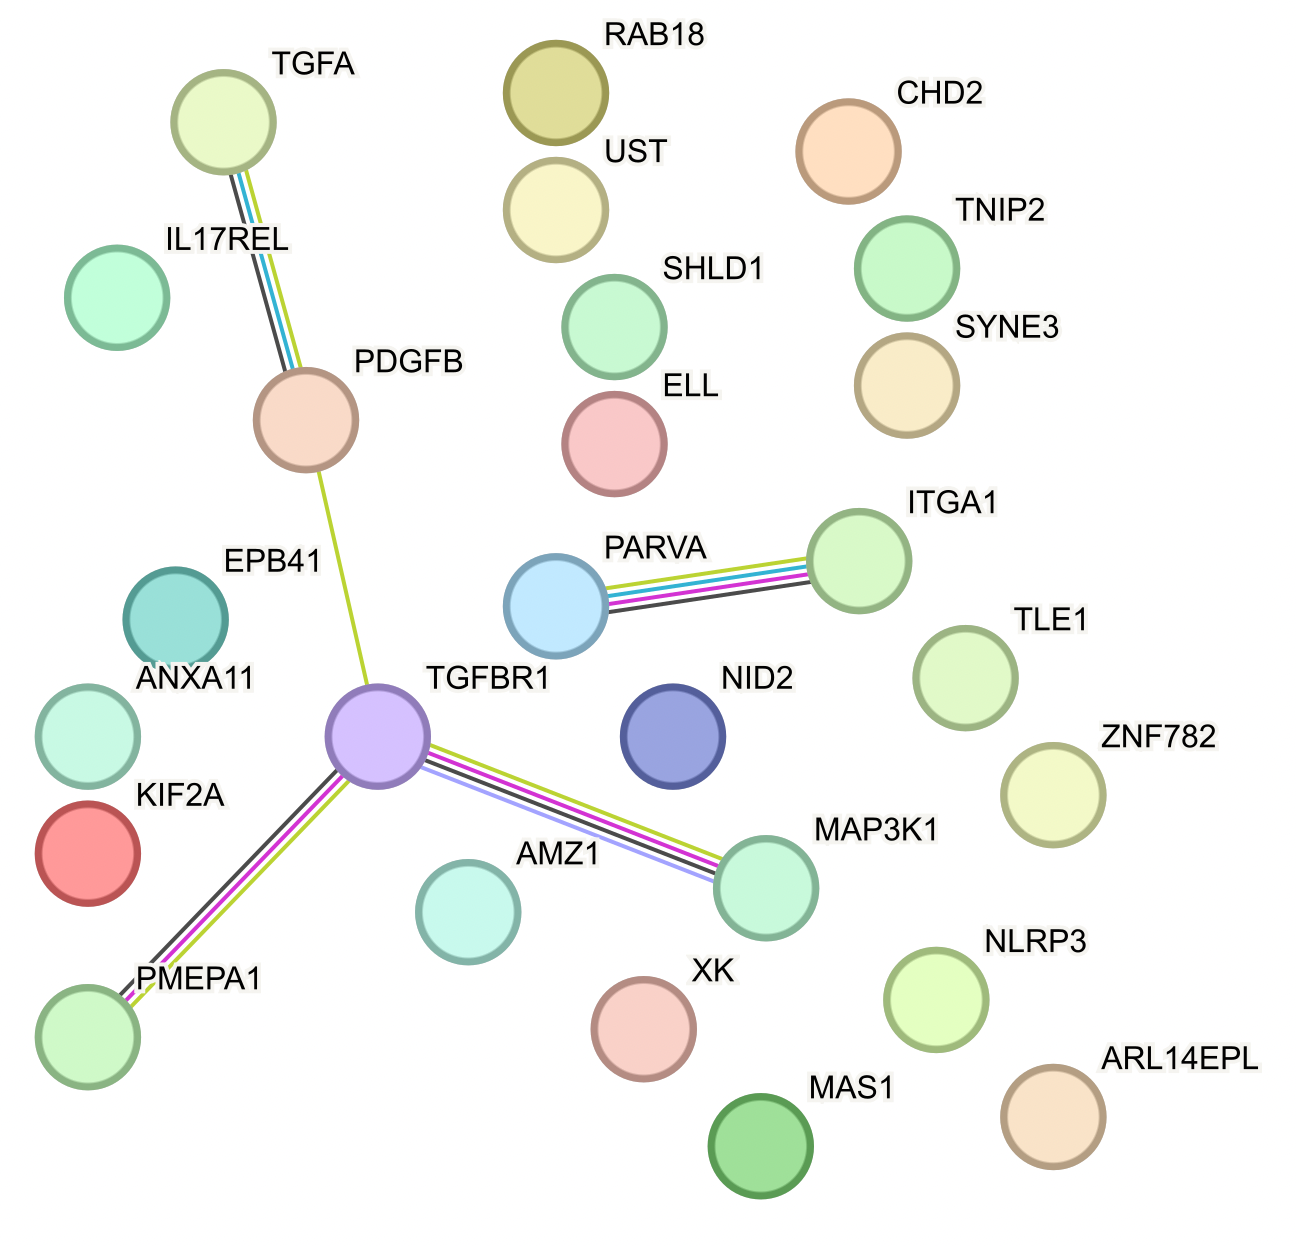 RAB18
TGFA
CHD2
UST
TNIP2
IL17REL
SHLD1
SYNE3
PDGFB
ELL
ITGA1
PARVA
EPB41
TLE1
ANXA11
TGFBR1
NID2
ZNF782
KIF2A
MAP3K1
AMZ1
NLRP3
XK
PMEPA1
ARL14EPL
MAS1